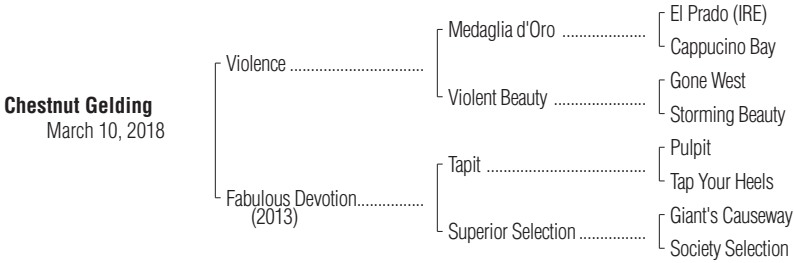 El Prado (IRE)
Medaglia d'Oro ....................
Cappucino Bay
Violence ................................
Gone West
Violent Beauty ......................
Storming Beauty
Chestnut Gelding
March 10, 2018
Pulpit
Tapit ......................................
Tap Your Heels
Fabulous Devotion................
(2013)
Giant's Causeway
Superior Selection ................
Society Selection